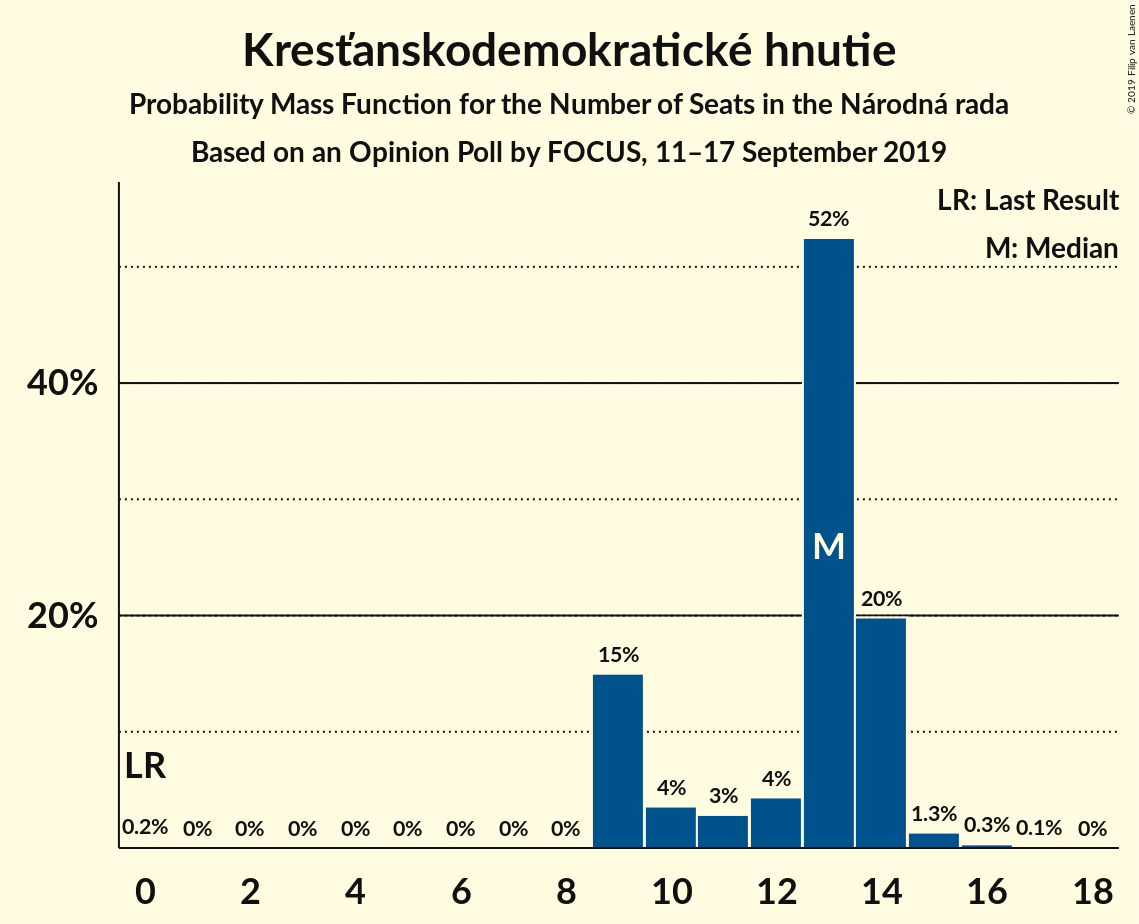 Kresťanskodemokratické hnutie
Probability Mass Function for the Number of Seats in the Národná rada
Based on an Opinion Poll by FOCUS, 11–17 September 2019
© 2019 Filip van Laenen
LR: Last Result
M: Median
52%
40%
M
20%
20%
15%
LR
0.2% 0% 0% 0% 0% 0% 0% 0% 0% 4% 3% 4% 1.3% 0.3% 0.1% 0%
0 2 4 6 8 10 12 14 16 18